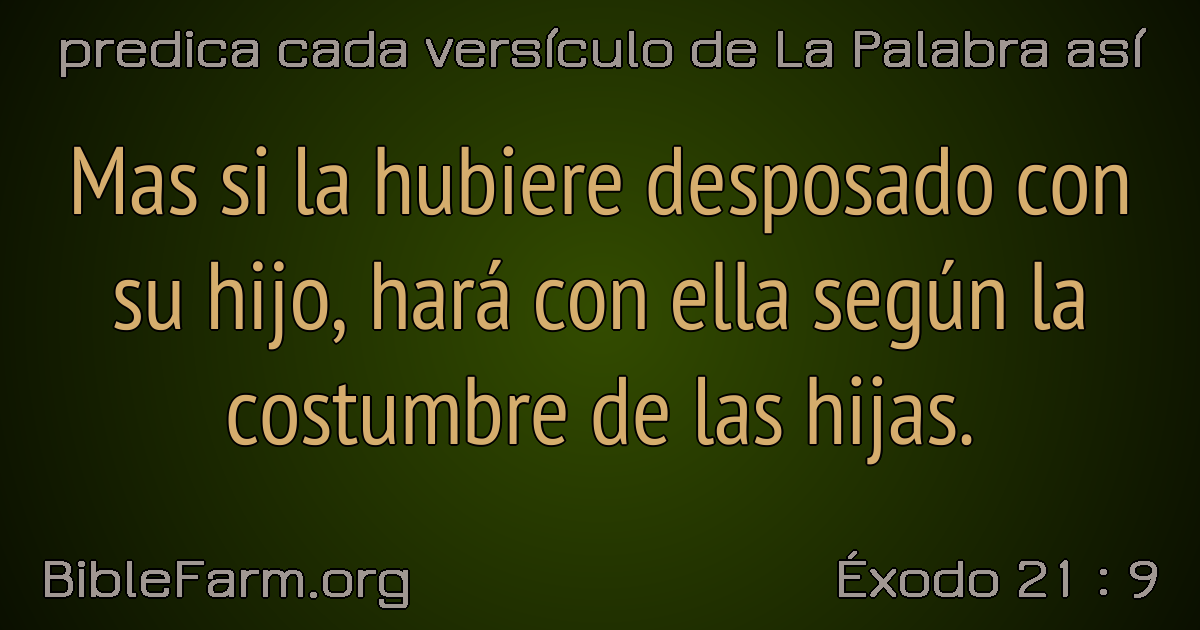 predica cada versículo de La Palabra así
Mas si la hubiere desposado con
su hijo, hará con ella según la
costumbre de las hijas.
BibleFarm.org
Éxodo 21 : 9